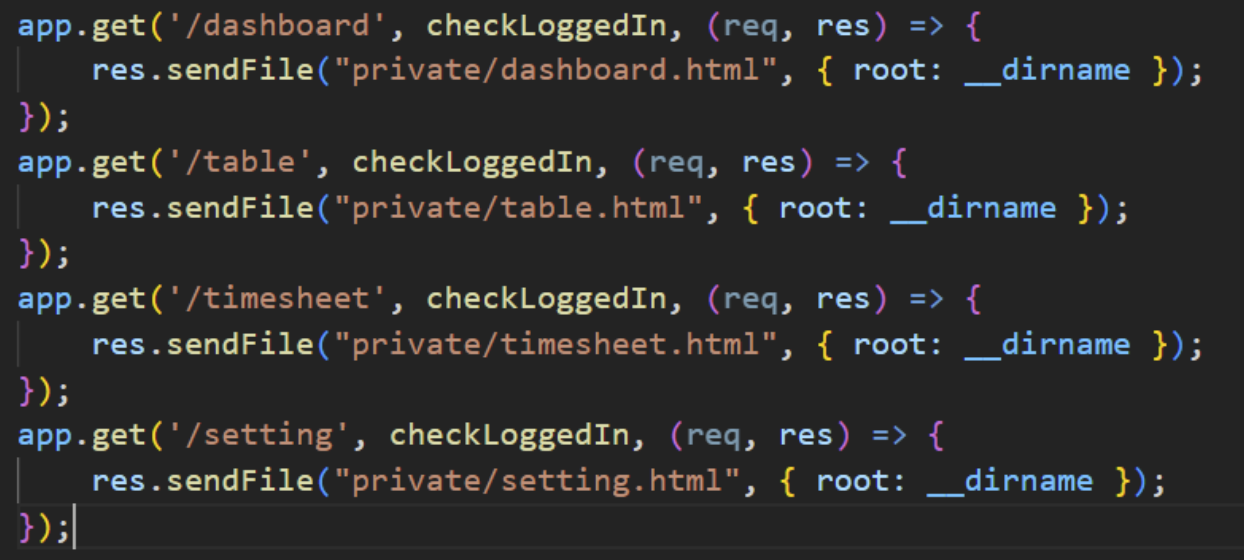 app.get('/dashboard', checkLoggedIn, (req, res) => {
    res.sendFile("private/dashboard.html", { root: __dirname });
});
app.get('/table', checkLoggedIn, (req, res) => {
    res.sendFile("private/table.html", { root: __dirname });
});
app.get('/timesheet', checkLoggedIn, (req, res) => {
    res.sendFile("private/timesheet.html", { root: __dirname });
});
app.get('/setting', checkLoggedIn, (req, res) => {
    res.sendFile("private/setting.html", { root: __dirname });
});